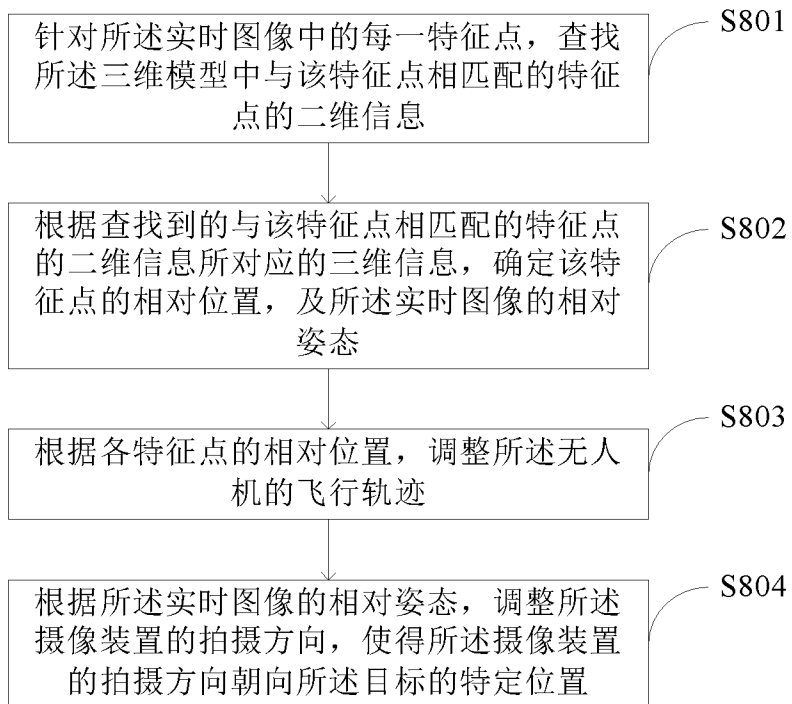 针对所述实时图像中的每一特征点，查找
所述三维模型中与该特征点相匹配的特征
点的二维信息
S801
根据查找到的与该特征点相匹配的特征点
的二维信息所对应的三维信息，确定该特
征点的相对位置，及所述实时图像的相对
姿态
S802
根据各特征点的相对位置，调整所述无人
机的飞行轨迹
S803
根据所述实时图像的相对姿态，调整所述
摄像装置的拍摄方向，使得所述摄像装置
的拍摄方向朝向所述目标的特定位置
S804